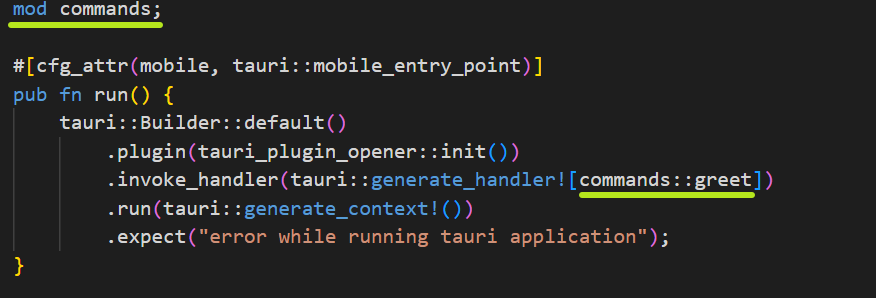 mod commands;
#[cfg_attr(mobile, tauri::mobile_entry_point)]
pub fn run() {
    tauri::Builder::default()
        .plugin(tauri_plugin_opener::init())
        .invoke_handler(tauri::generate_handler![commands::greet])
        .run(tauri::generate_context!())
        .expect("error while running tauri application");
}